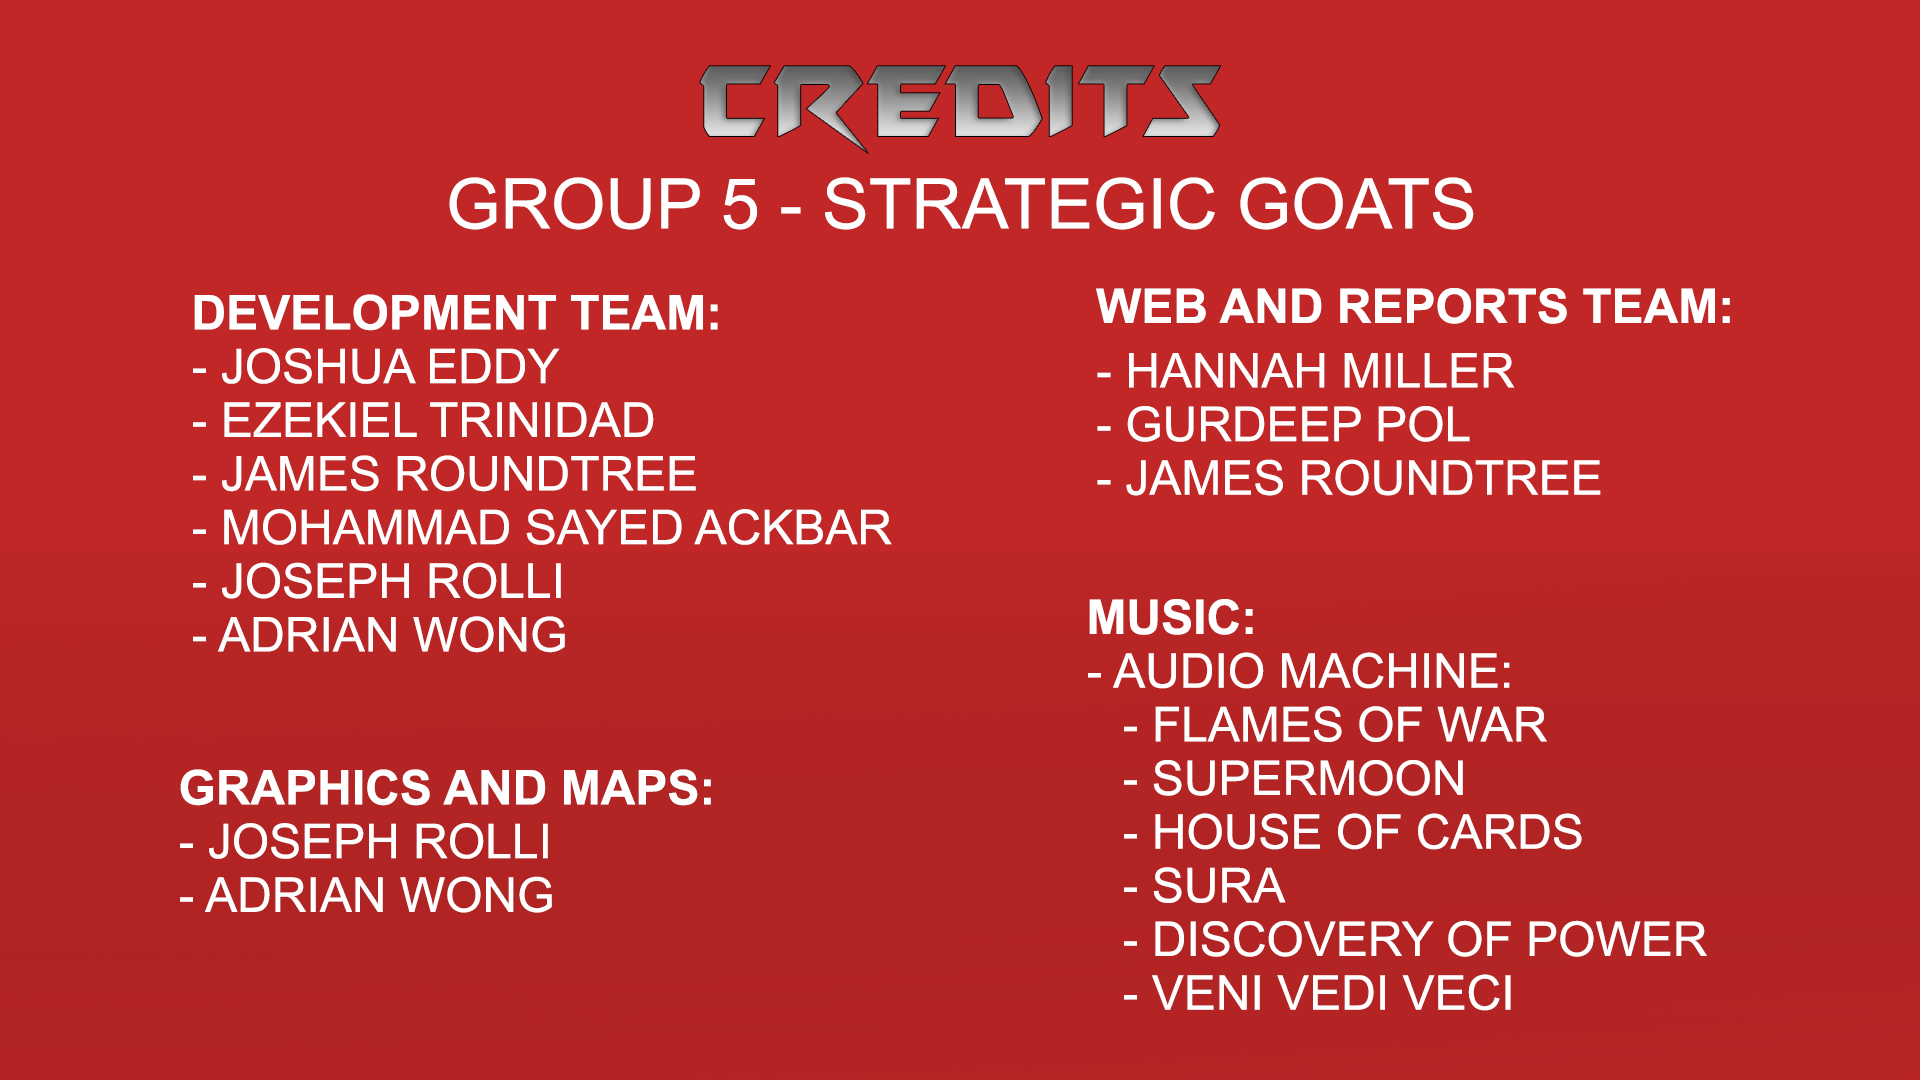 CREDITS
GROUP 5 - STRATEGIC GOATS
DEVELOPMENT TEAM:
- JOSHUA EDDY
- EZEKIEL TRINIDAD
- JAMES ROUNDTREE
- MOHAMMAD SAYED ACKBAR
- JOSEPH ROLLI
- ADRIAN WONG
GRAPHICS AND MAPS:
- JOSEPH ROLLI
- ADRIAN WONG
WEB AND REPORTS TEAM:
- HANNAH MILLER
- GURDEEP POL
- JAMES ROUNDTREE
MUSIC:
- AUDIO MACHINE:
- FLAMES OF WAR
- SUPERMOON
- HOUSE OF CARDS
- SURA
- DISCOVERY OF POWER
- VENI VEDI VECI